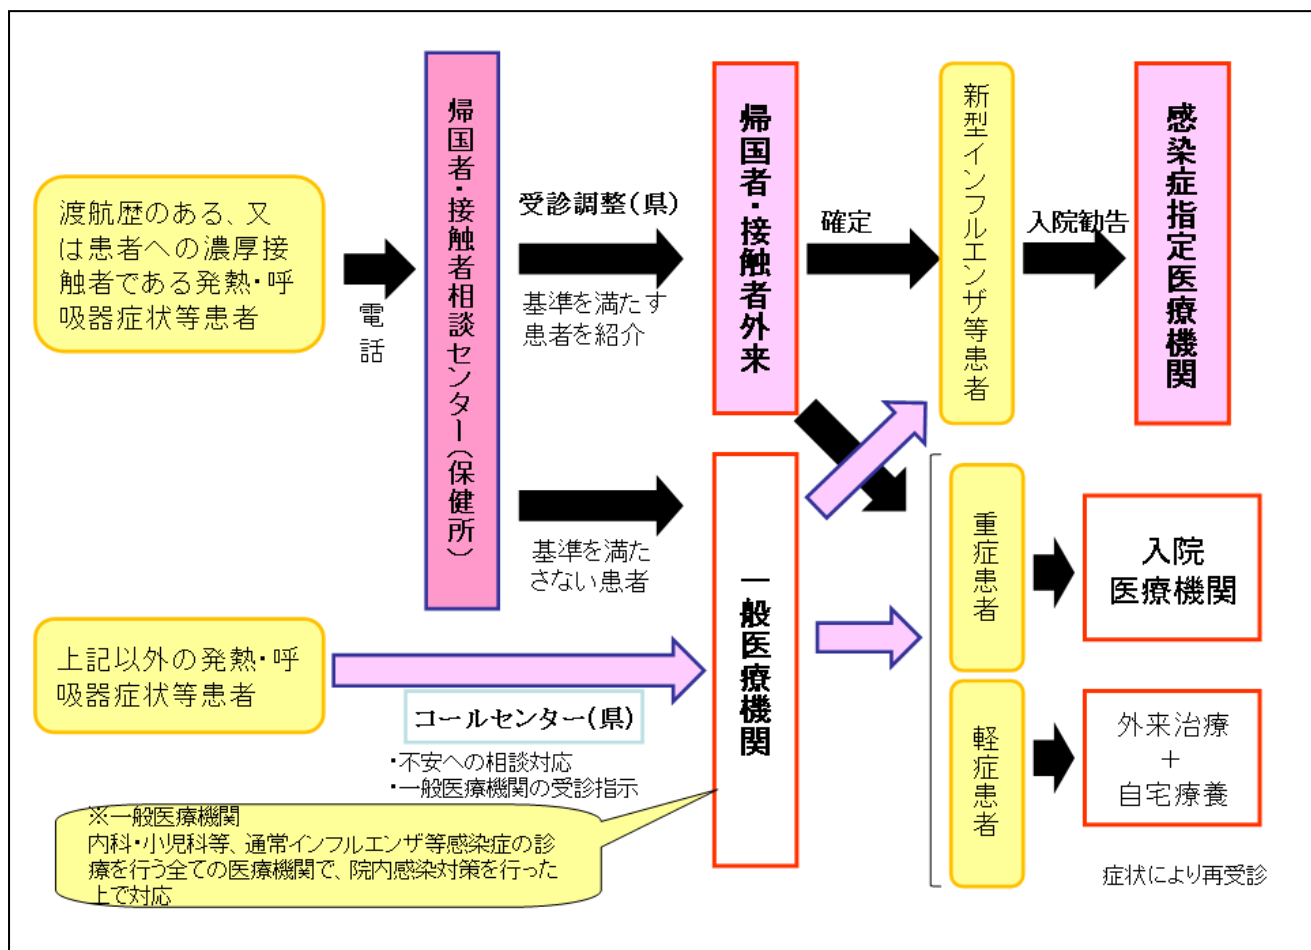 渡航歴のある、又
は患者への濃厚接
触者である発熱・呼
吸器症状等患者
電話
帰国者・接触者相談センター(保健所)
受診調整(県)
基準を満たす
患者を紹介
帰国者・接触者外来
確定
新型インフルエンザ等患者
入院勧告
感染症指定医療機関
基準を満た
さない患者
上記以外の発熱・呼
吸器症状等患者
コールセンター(県)
・不安への相談対応
・一般医療機関の受診指示
一般医療機関
重症患者
入院
医療機関
軽症患者
外来治療
+
自宅療養
症状により再受診
※一般医療機関
内科・小児科等、通常インフルエンザ等感染症の診
療を行う全ての医療機関で、院内感染対策を行った
上で対応